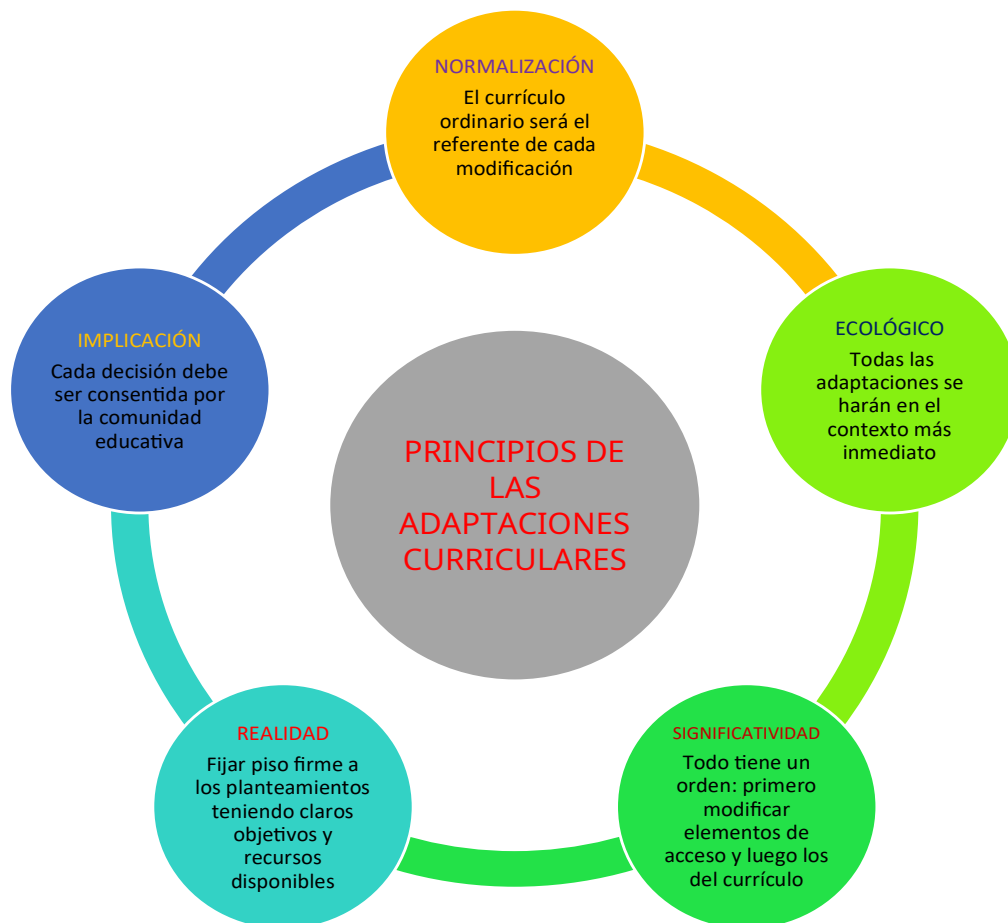 NORMALIZACIÓN
El currículo
ordinario será el
referente de cada
modificación
ECOLÓGICO
Todas las
adaptaciones se
harán en el
contexto más
inmediato
SIGNIFICATIVIDAD
Todo tiene un
orden: primero
modificar
elementos de
acceso y luego los
del currículo
REALIDAD
Fijar piso firme a
los planteamientos
teniendo claros
objetivos y
recursos
disponibles
IMPLICACIÓN
Cada decisión debe
ser consentida por
la comunidad
educativa
PRINCIPIOS DE
LAS
ADAPTACIONES
CURRICULARES